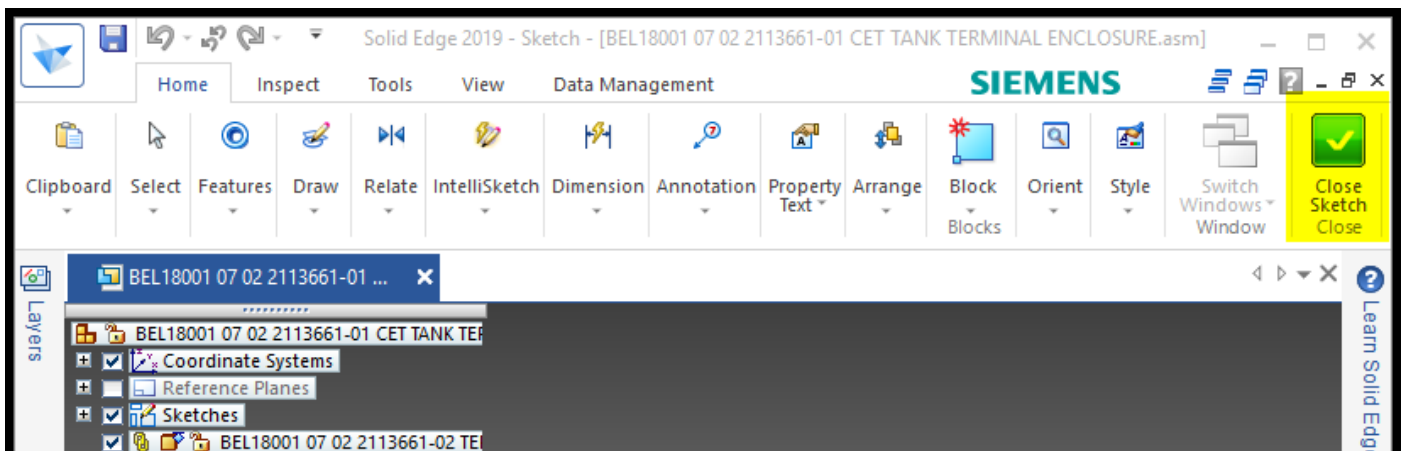 Solid Edge 2019 - Sketch - [BEL18001 07 02 2113661-01 CET TANK TERMINAL ENCLOSURE.asm]
Home Inspect Tools View Data Management SIEMENS
Clipboard Select Features Draw Relate IntelliSketch Dimension Annotation Property Text Arrange Block Orient Style Switch Windows Close Sketch
Blocks Window Close
BEL18001 07 02 2113661-01 ...
Layers
Learn Solid Edge
BEL18001 07 02 2113661-01 CET TANK TER
Coordinate Systems
Reference Planes
Sketches
BEL18001 07 02 2113661-02 TE